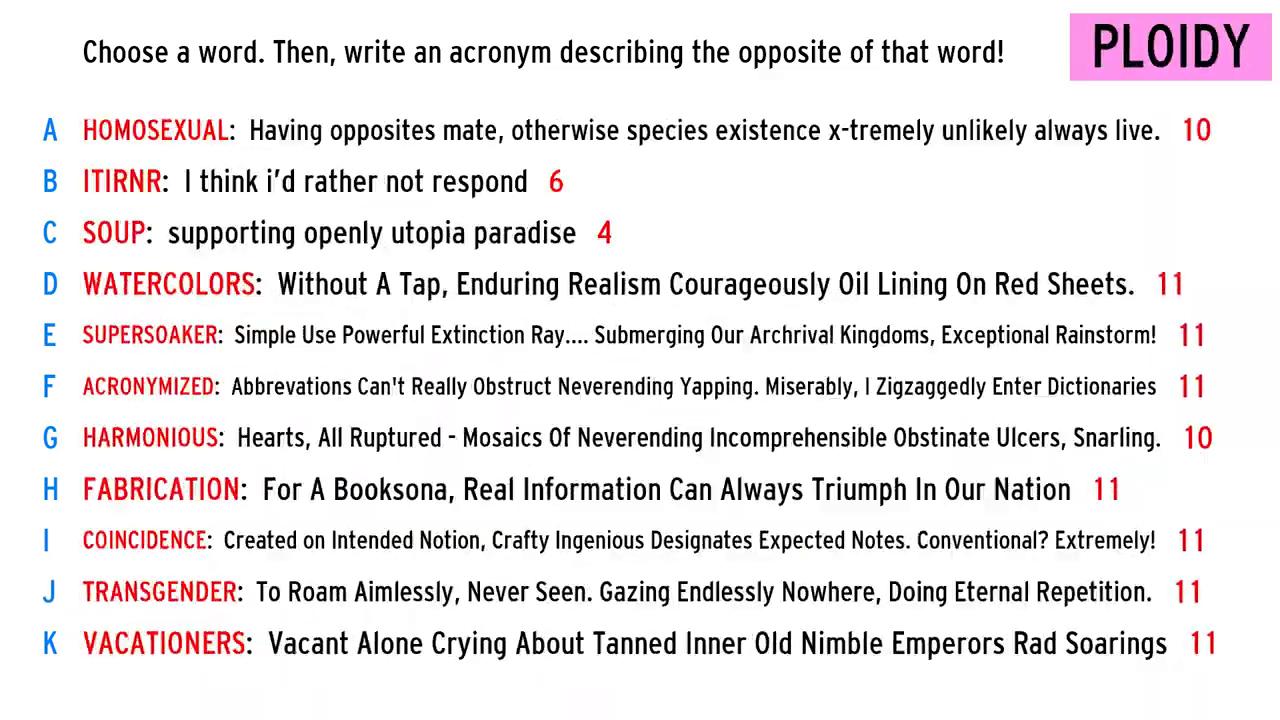 Choose a word. Then, write an acronym describing the opposite of that word!
PLOIDY
A HOMOSEXUAL: Having opposites mate, otherwise species existence x-tremely unlikely always live. 10
B ITIRNR: I think i'd rather not respond 6
C SOUP: supporting openly utopia paradise 4
D WATERCOLORS: Without A Tap, Enduring Realism Courageously Oil Lining On Red Sheets. 11
E SUPERSOAKER: Simple Use Powerful Extinction Ray.... Submerging Our Archrival Kingdoms, Exceptional Rainstorm! 11
F ACRONYMIZED: Abbrevations Can't Really Obstruct Neverending Yapping. Miserably, I Zigzaggedly Enter Dictionaries 11
G HARMONIOUS: Hearts, All Ruptured - Mosaics Of Neverending Incomprehensible Obstinate Ulcers, Snarling. 10
H FABRICATION: For A Booksona, Real Information Can Always Triumph In Our Nation 11
I COINCIDENCE: Created on Intended Notion, Crafty Ingenious Designates Expected Notes. Conventional? Extremely! 11
J TRANSGENDER: To Roam Aimlessly, Never Seen. Gazing Endlessly Nowhere, Doing Eternal Repetition. 11
K VACATIONERS: Vacant Alone Crying About Tanned Inner Old Nimble Emperors Rad Soarings 11